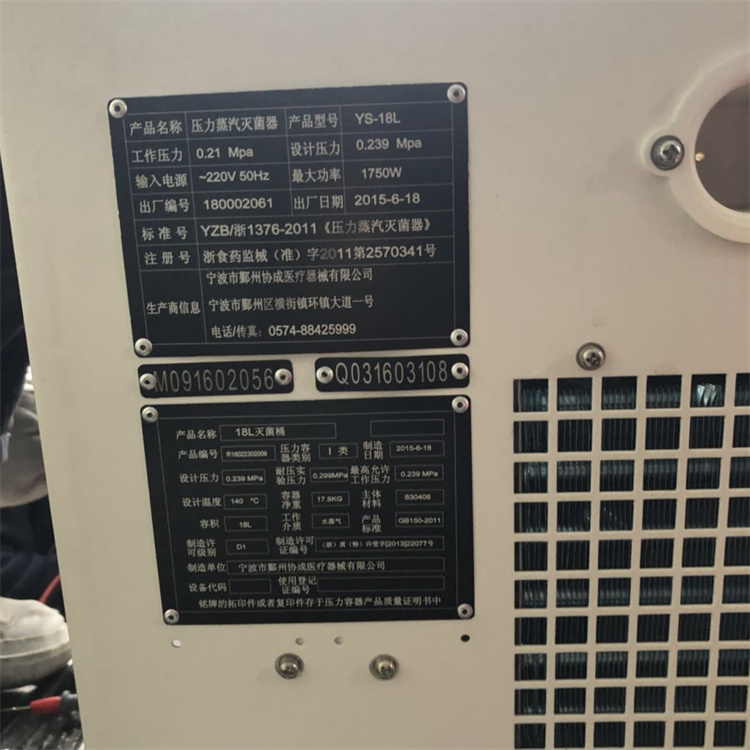 产品名称 压力蒸汽灭菌器 产品型号 YS-18L
工作压力 0.21 Mpa 设计压力 0.239 Mpa
输入电源 ~220V 50Hz 最大功率 1750W
出厂编号 180002061 出厂日期 2015-6-18
标准号 YZB/浙1376-2011《压力蒸汽灭菌器》
注册号 浙食药监械（准）字2011第2570341号
宁波市鄞州协成医疗器械有限公司
生产商信息 宁波市鄞州区横街镇环镇大道一号
电话/传真：0574-88425999
M091602056 Q031603108
产品名称 18L灭菌桶
产品编号 R16022302009 压力容器类别 I 类 制造日期 2015-6-18
设计压力 0.239 MPa 耐压实验压力 0.299MPa 最高允许工作压力 0.239 MPa
设计温度 140 ℃ 容器净重 17.8KG 主体材料 S30408
容积 18L 工作介质 水蒸气 产品标准 GB150-2011
制造许可级别 D1 制造许可证编号 （浙）质（特）许受字[2013]22077号
制造单位 宁波市鄞州协成医疗器械有限公司
设备代码 使用登记证编号
铭牌的拓印件或者复印件存于压力容器产品质量证明书中